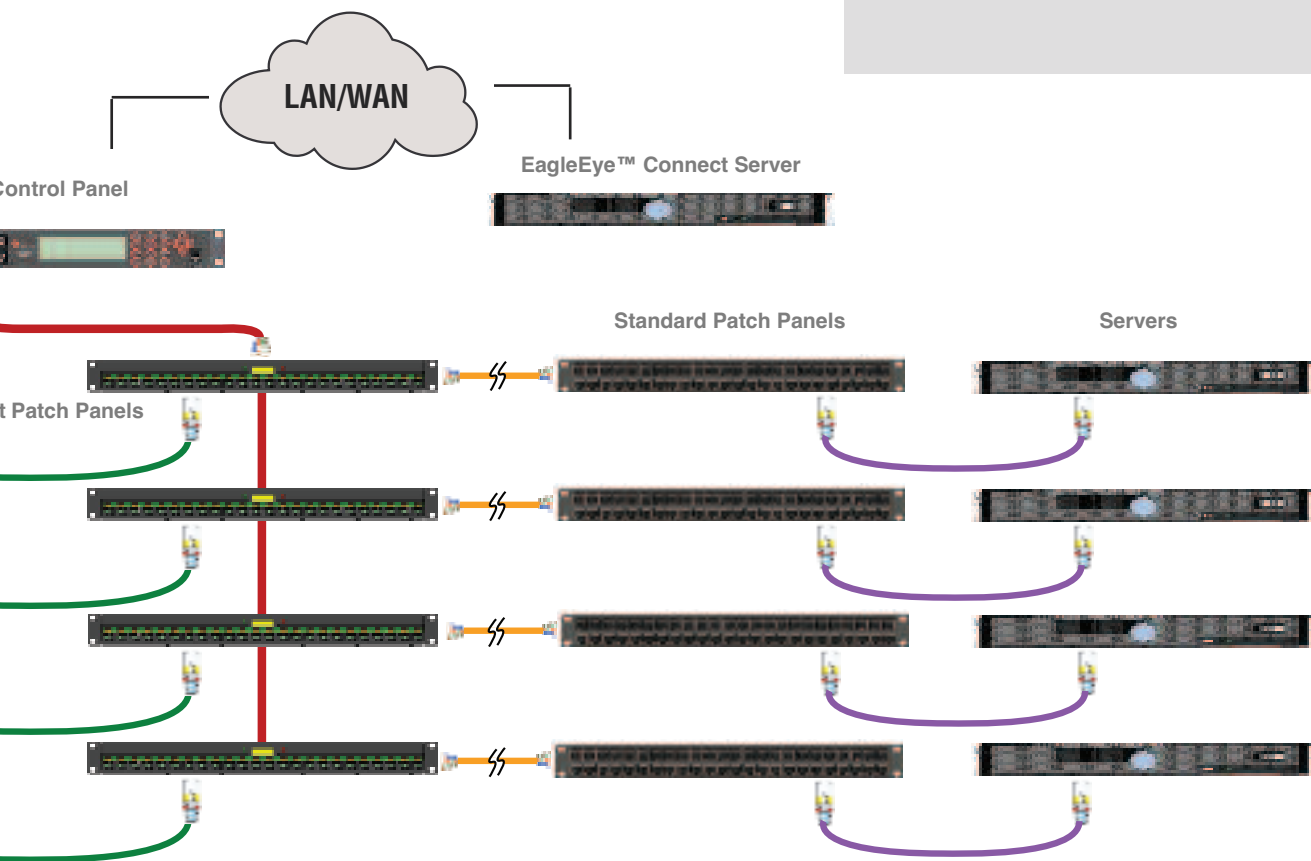 LAN/WAN
EagleEye™ Connect Server
Control Panel
Standard Patch Panels
Servers
t Patch Panels